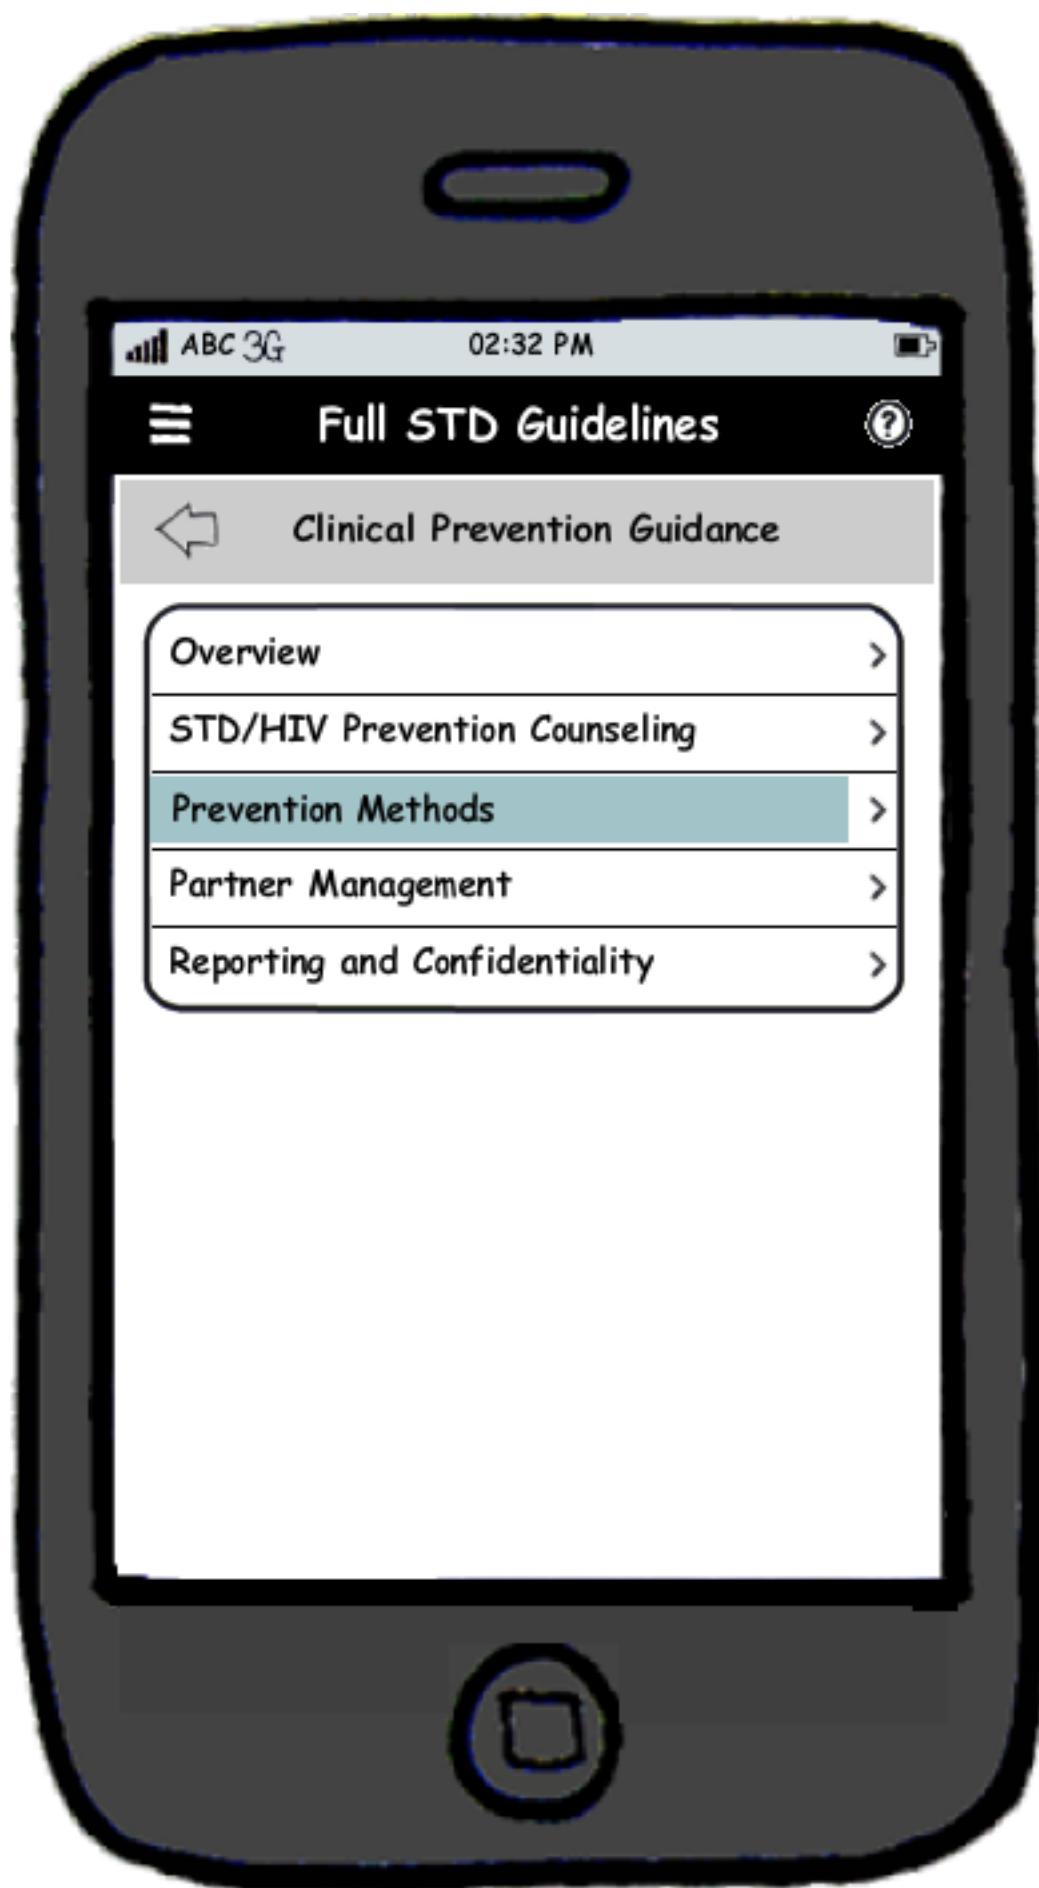 ABC 3G 02:32 PM
Full STD Guidelines ?
Clinical Prevention Guidance
Overview
STD/HIV Prevention Counseling
Prevention Methods
Partner Management
Reporting and Confidentiality